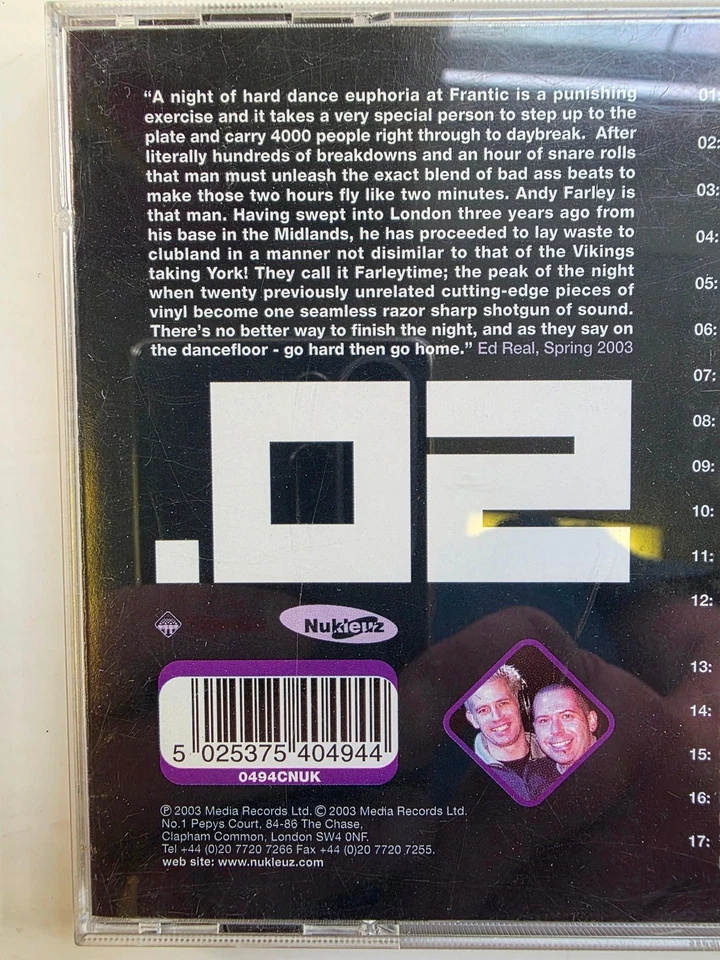 “A night of hard dance euphoria at Frantic is a punishing
exercise and it takes a very special person to step up to the
plate and carry 4000 people right through to daybreak. After
literally hundreds of breakdowns and an hour of snare rolls
that man must unleash the exact blend of bad ass beats to
make those two hours fly like two minutes. Andy Farley is
that man. Having swept into London three years ago from
his base in the Midlands, he has proceeded to lay waste to
clubland in a manner not disimilar to that of the Vikings
taking York! They call it Farleytime; the peak of the night
when twenty previously unrelated cutting-edge pieces of
vinyl become one seamless razor sharp shotgun of sound.
There’s no better way to finish the night, and as they say on
the dancefloor - go hard then go home.” Ed Real, Spring 2003
.02
Nukleuz
5 025375 404944
0494CNUK
℗ 2003 Media Records Ltd. © 2003 Media Records Ltd.
No.1 Pepys Court, 84-86 The Chase,
Clapham Common, London SW4 0NF.
Tel +44 (0)20 7720 7266 Fax +44 (0)20 7720 7255.
web site: www.nukleuz.com
01:
02:
03:
04:
05:
06:
07:
08:
09:
10:
11:
12:
13:
14:
15:
16:
17: